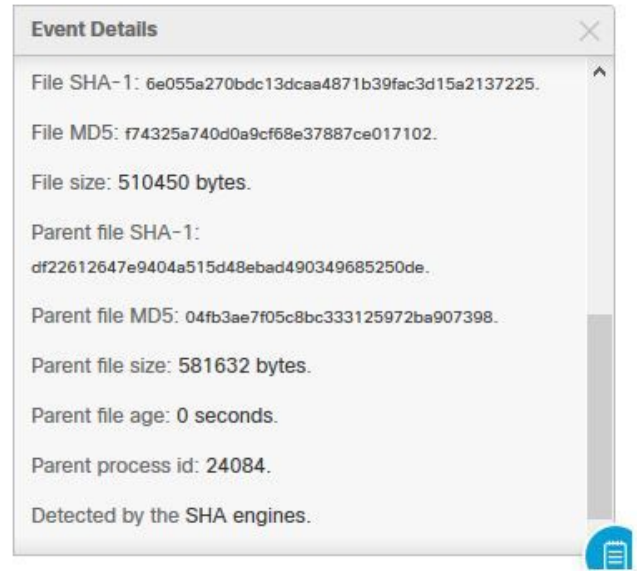 Event Details
File SHA-1: 6e055a270bdc13dcaa4871b39fac3d15a2137225.
File MD5: f74325a740d0a9cf68e37887ce017102.
File size: 510450 bytes.
Parent file SHA-1:
df22612647e9404a515d48ebad490349685250de.
Parent file MD5: 04fb3ae7f05c8bc333125972ba907398.
Parent file size: 581632 bytes.
Parent file age: 0 seconds.
Parent process id: 24084.
Detected by the SHA engines.